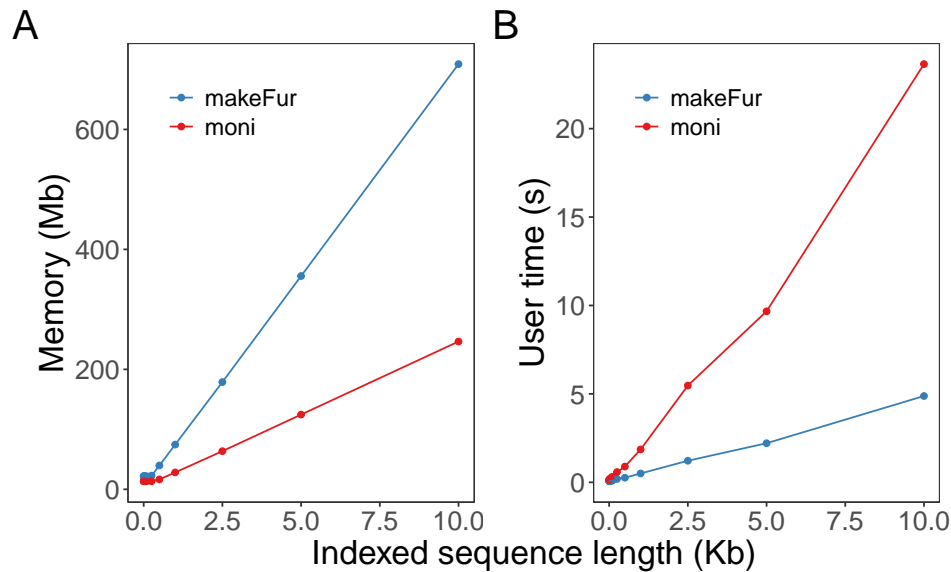 A
Memory (Mb)
600
400
200
0
makeFur
moni
0.0 2.5 5.0 7.5 10.0
B
User time (s)
20
15
10
5
0
makeFur
moni
0.0 2.5 5.0 7.5 10.0
Indexed sequence length (Kb)